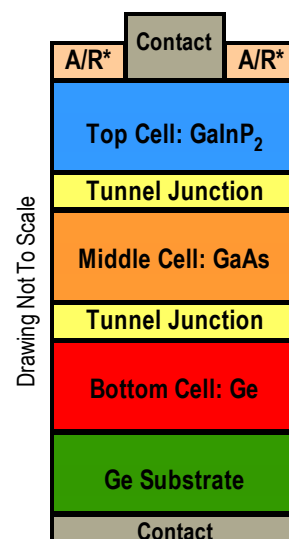 Contact
A/R* A/R*
Top Cell: GaInP₂
Tunnel Junction
Middle Cell: GaAs
Tunnel Junction
Bottom Cell: Ge
Ge Substrate
Contact
Drawing Not To Scale